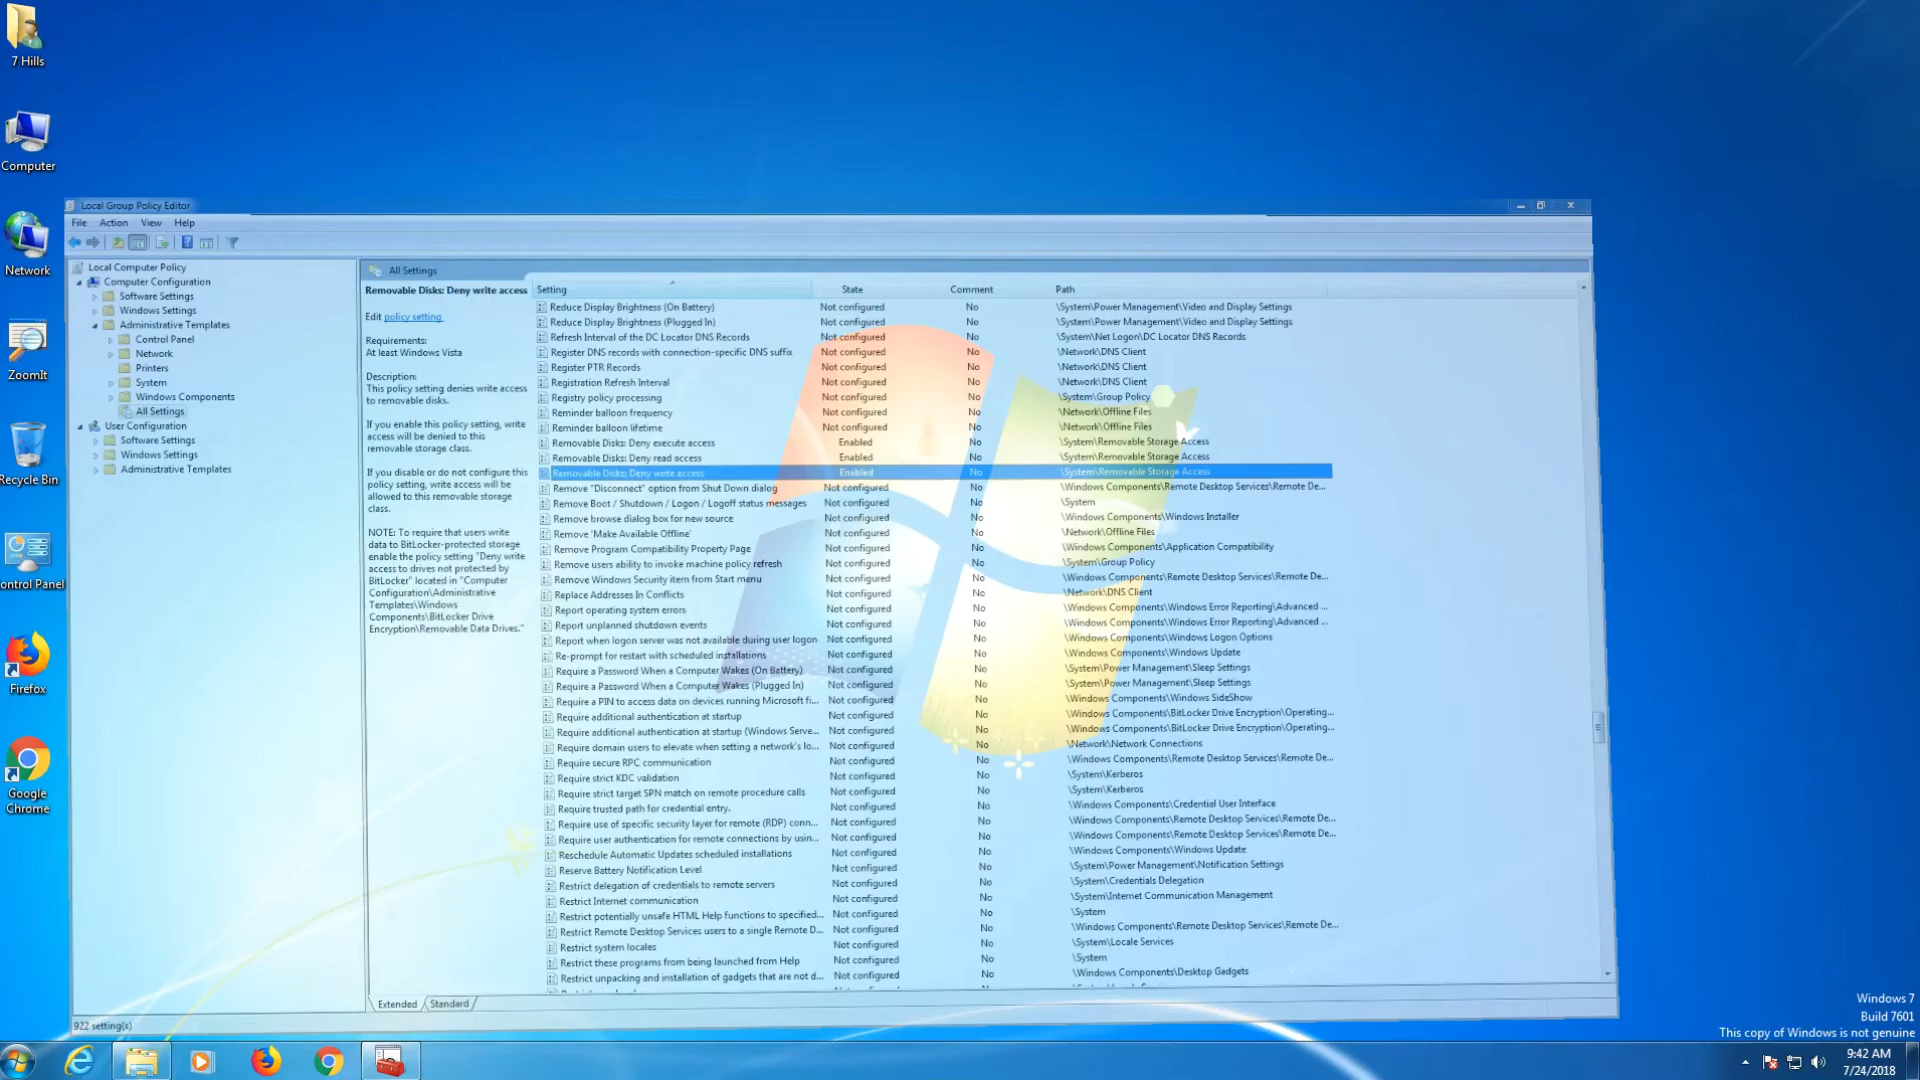 7 Hills
Computer
Network
ZoomIt
Recycle Bin
ontrol Panel
Firefox
Google
Chrome
Local Group Policy Editor
File Action View Help
Local Computer Policy
Computer Configuration
Software Settings
Windows Settings
Administrative Templates
Control Panel
Network
Printers
System
Windows Components
All Settings
User Configuration
Software Settings
Windows Settings
Administrative Templates
All Settings
Removable Disks: Deny write access
Edit policy setting
Requirements:
At least Windows Vista
Description:
This policy setting denies write access
to removable disks.
If you enable this policy setting, write
access will be denied to this
removable storage class.
If you disable or do not configure this
policy setting, write access will be
allowed to this removable storage
class.
NOTE: To require that users write
data to BitLocker-protected storage
enable the policy setting "Deny write
access to drives not protected by
BitLocker" located in "Computer
Configuration\Administrative
Templates\Windows
Components\BitLocker Drive
Encryption\Removable Data Drives."
Setting State Comment Path
Reduce Display Brightness (On Battery) Not configured No \System\Power Management\Video and Display Settings
Reduce Display Brightness (Plugged In) Not configured No \System\Power Management\Video and Display Settings
Refresh Interval of the DC Locator DNS Records Not configured No \System\Net Logon\DC Locator DNS Records
Register DNS records with connection-specific DNS suffix Not configured No \Network\DNS Client
Register PTR Records Not configured No \Network\DNS Client
Registration Refresh Interval Not configured No \Network\DNS Client
Registry policy processing Not configured No \System\Group Policy
Reminder balloon frequency Not configured No \Network\Offline Files
Reminder balloon lifetime Not configured No \Network\Offline Files
Removable Disks: Deny execute access Enabled No \System\Removable Storage Access
Removable Disks: Deny read access Enabled No \System\Removable Storage Access
Removable Disks: Deny write access Enabled No \System\Removable Storage Access
Remove "Disconnect" option from Shut Down dialog Not configured No \Windows Components\Remote Desktop Services\Remote De...
Remove Boot / Shutdown / Logon / Logoff status messages Not configured No \System
Remove browse dialog box for new source Not configured No \Windows Components\Windows Installer
Remove 'Make Available Offline' Not configured No \Network\Offline Files
Remove Program Compatibility Property Page Not configured No \Windows Components\Application Compatibility
Remove users ability to invoke machine policy refresh Not configured No \System\Group Policy
Remove Windows Security item from Start menu Not configured No \Windows Components\Remote Desktop Services\Remote De...
Replace Addresses In Conflicts Not configured No \Network\DNS Client
Report operating system errors Not configured No \Windows Components\Windows Error Reporting\Advanced ...
Report unplanned shutdown events Not configured No \Windows Components\Windows Error Reporting\Advanced ...
Report when logon server was not available during user logon Not configured No \Windows Components\Windows Logon Options
Re-prompt for restart with scheduled installations Not configured No \Windows Components\Windows Update
Require a Password When a Computer Wakes (On Battery) Not configured No \System\Power Management\Sleep Settings
Require a Password When a Computer Wakes (Plugged In) Not configured No \System\Power Management\Sleep Settings
Require a PIN to access data on devices running Microsoft fi... Not configured No \Windows Components\Windows SideShow
Require additional authentication at startup Not configured No \Windows Components\BitLocker Drive Encryption\Operating...
Require additional authentication at startup (Windows Serve... Not configured No \Windows Components\BitLocker Drive Encryption\Operating...
Require domain users to elevate when setting a network's lo... Not configured No \Network\Network Connections
Require secure RPC communication Not configured No \Windows Components\Remote Desktop Services\Remote De...
Require strict KDC validation Not configured No \System\Kerberos
Require strict target SPN match on remote procedure calls Not configured No \System\Kerberos
Require trusted path for credential entry. Not configured No \Windows Components\Credential User Interface
Require use of specific security layer for remote (RDP) conn... Not configured No \Windows Components\Remote Desktop Services\Remote De...
Require user authentication for remote connections by usin... Not configured No \Windows Components\Remote Desktop Services\Remote De...
Reschedule Automatic Updates scheduled installations Not configured No \Windows Components\Windows Update
Reserve Battery Notification Level Not configured No \System\Power Management\Notification Settings
Restrict delegation of credentials to remote servers Not configured No \System\Credentials Delegation
Restrict Internet communication Not configured No \System\Internet Communication Management
Restrict potentially unsafe HTML Help functions to specified... Not configured No \System
Restrict Remote Desktop Services users to a single Remote D... Not configured No \Windows Components\Remote Desktop Services\Remote De...
Restrict system locales Not configured No \System\Locale Services
Restrict these programs from being launched from Help Not configured No \System
Restrict unpacking and installation of gadgets that are not d... Not configured No \Windows Components\Desktop Gadgets
Extended Standard
922 setting(s)
Windows 7
Build 7601
This copy of Windows is not genuine
9:42 AM
7/24/2018